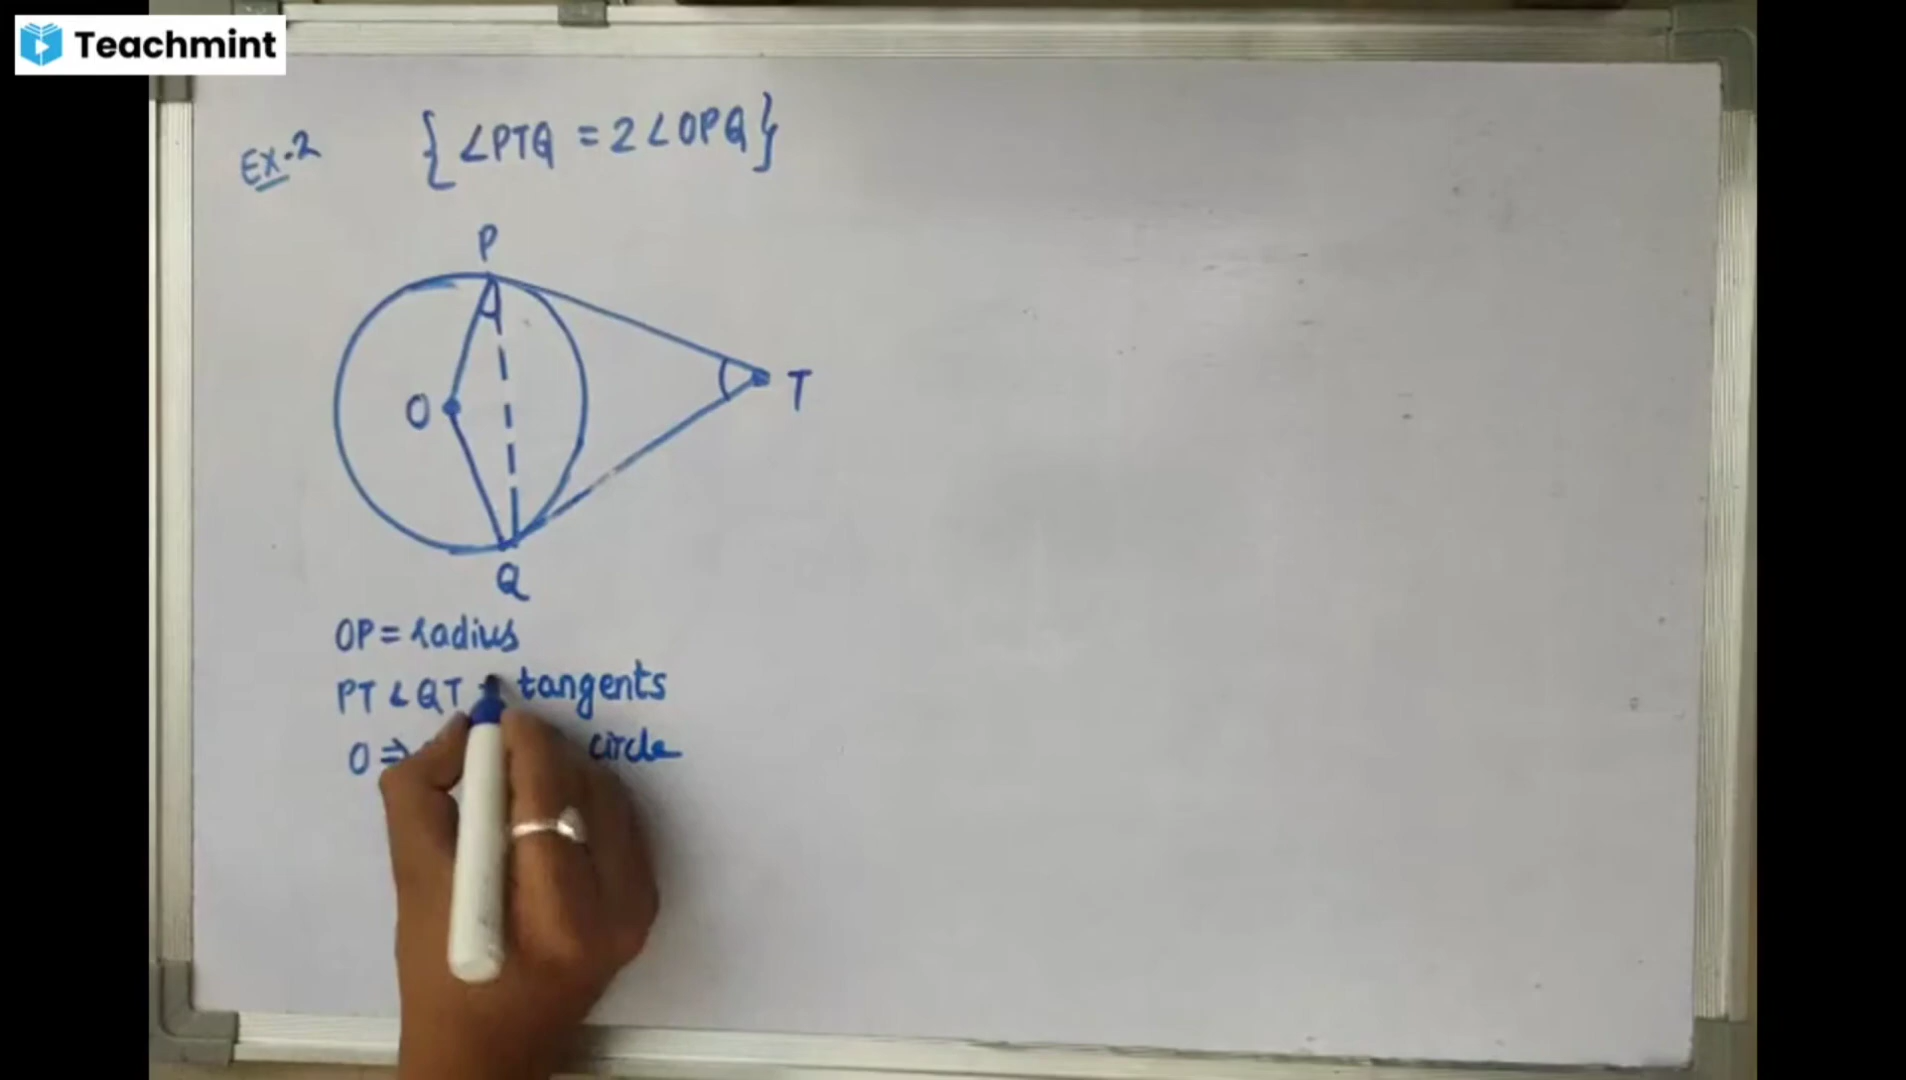 Teachmint
Ex.2 {∠PTQ = 2∠OPQ}
P
O
T
Q
OP = radius
PT & QT tangents
O ⇒ circle